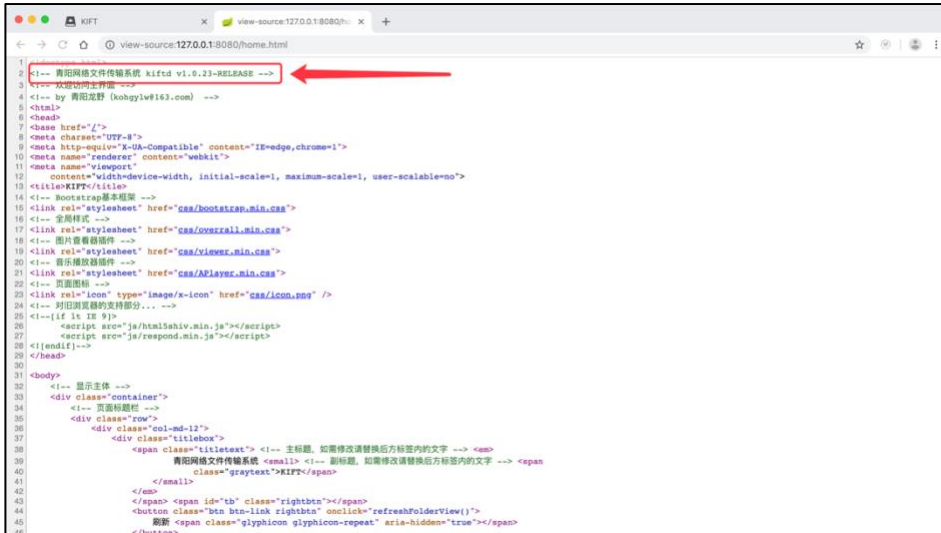 KIFT
view-source:127.0.0.1:8080/ho
view-source:127.0.0.1:8080/home.html
1 <!doctype html>
2 <!-- 青阳网络文件传输系统 kiftd v1.0.23-RELEASE -->
3 <!-- 欢迎访问主界面 -->
4 <!-- by 青阳龙野（kohgylw@163.com） -->
5 <html>
6 <head>
7 <base href="/">
8 <meta charset="UTF-8">
9 <meta http-equiv="X-UA-Compatible" content="IE=edge,chrome=1">
10 <meta name="renderer" content="webkit">
11 <meta name="viewport"
12 content="width=device-width, initial-scale=1, maximum-scale=1, user-scalable=no">
13 <title>KIFT</title>
14 <!-- Bootstrap基本框架 -->
15 <link rel="stylesheet" href="css/bootstrap.min.css">
16 <!-- 全局样式 -->
17 <link rel="stylesheet" href="css/overrall.min.css">
18 <!-- 图片查看器插件 -->
19 <link rel="stylesheet" href="css/viewer.min.css">
20 <!-- 音乐播放器插件 -->
21 <link rel="stylesheet" href="css/APlayer.min.css">
22 <!-- 页面图标 -->
23 <link rel="icon" type="image/x-icon" href="css/icon.png" />
24 <!-- 对旧浏览器的支持部分... -->
25 <!--[if lt IE 9]>
26 <script src="js/html5shiv.min.js"></script>
27 <script src="js/respond.min.js"></script>
28 <![endif]-->
29 </head>
30
31 <body>
32 <!-- 显示主体 -->
33 <div class="container">
34 <!-- 页面标题栏 -->
35 <div class="row">
36 <div class="col-md-12">
37 <div class="titlebox">
38 <span class="titletext"> <!-- 主标题，如需修改请替换后方标签内的文字 --> <em>
39 青阳网络文件传输系统 <small> <!-- 副标题，如需修改请替换后方标签内的文字 --> <span
40 class="graytext">KIFT</span>
41 </small>
42 </em>
43 </span> <span id="tb" class="rightbtn"></span>
44 <button class="btn btn-link rightbtn" onclick="refreshFolderView()">
45 刷新 <span class="glyphicon glyphicon-repeat" aria-hidden="true"></span>
46 </button>